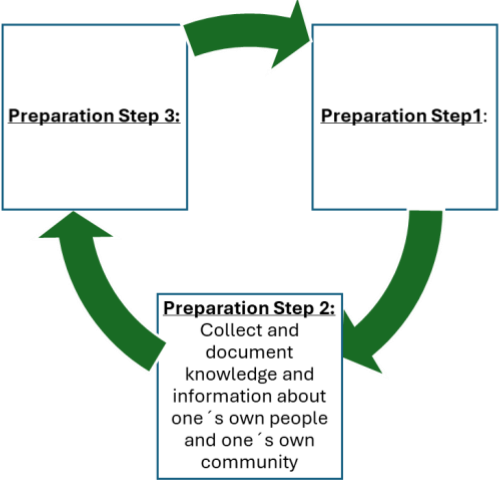 Preparation Step 3:
Preparation Step1:
Preparation Step 2:
Collect and
document
knowledge and
information about
one´s own people
and one´s own
community